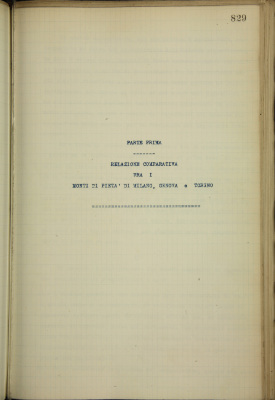 829
PARTE PRIMA
-------
RELAZIONE COMPARATIVA
TRA I
MONTI DI PIETA' DI MILANO, GENOVA e TORINO